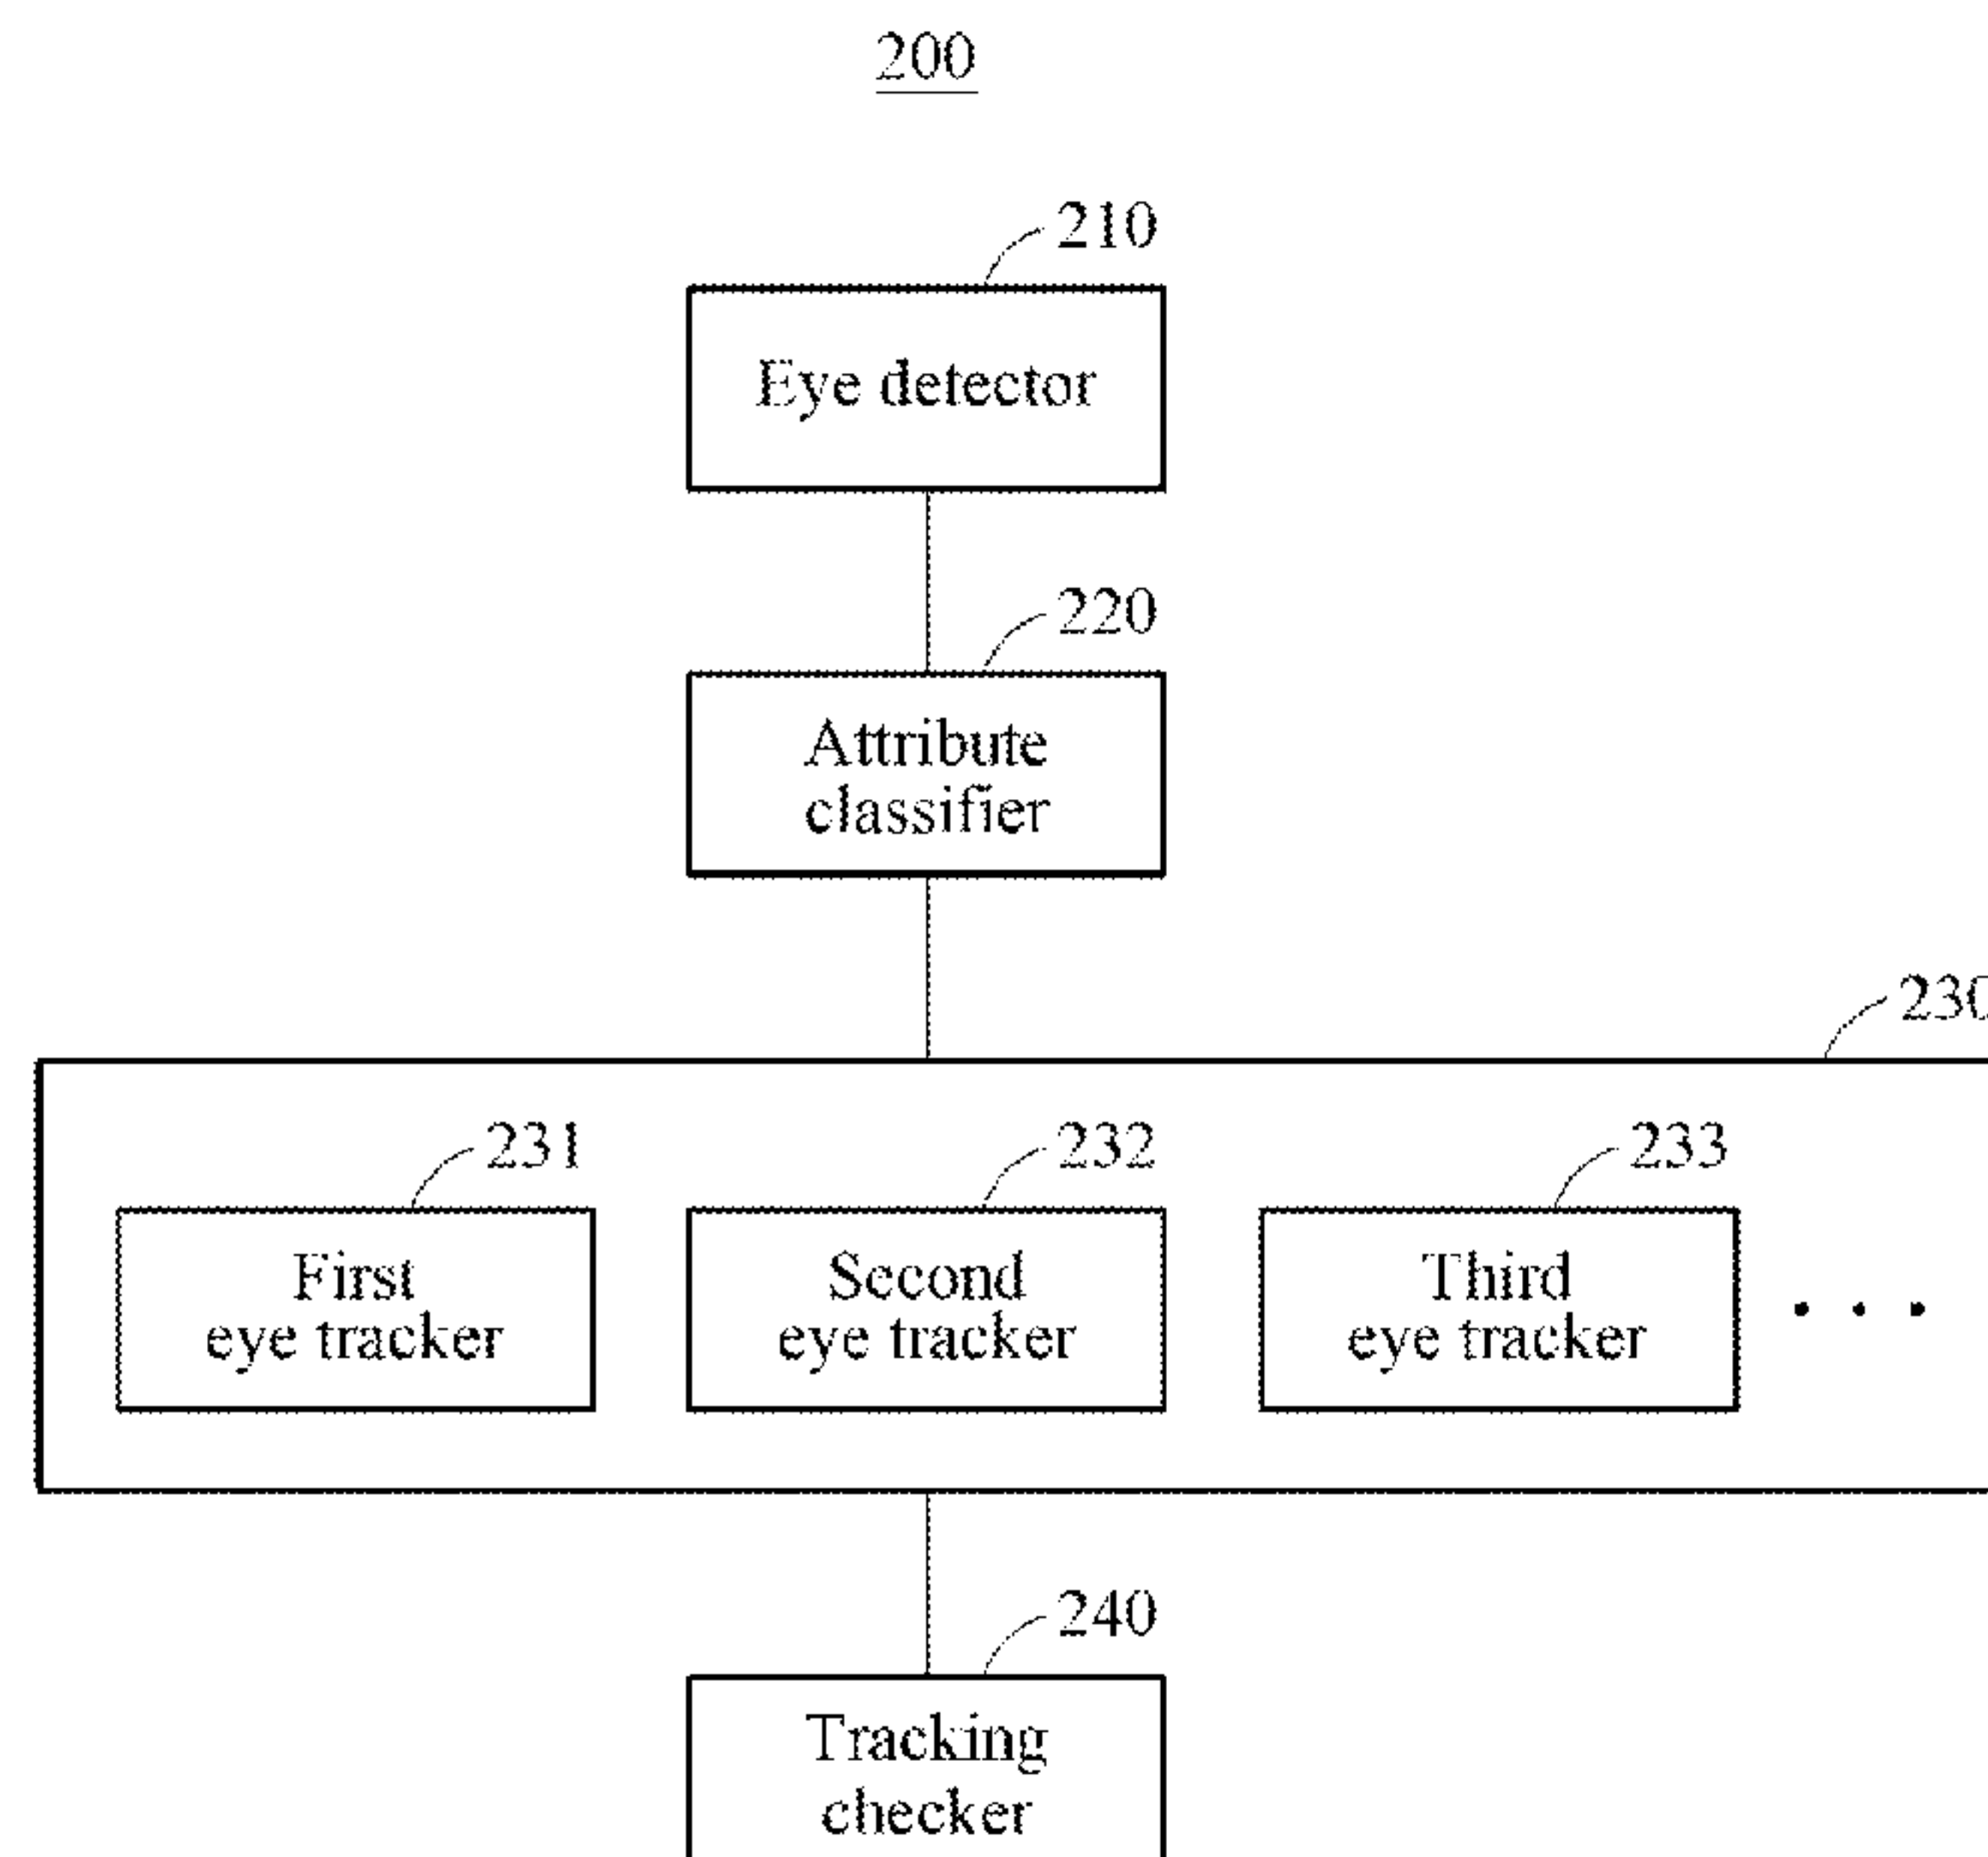 200
210
Eye detector
220
Attribute
classifier
230
231
232
233
First
eye tracker
Second
eye tracker
Third
eye tracker
. . .
240
Tracking
checker